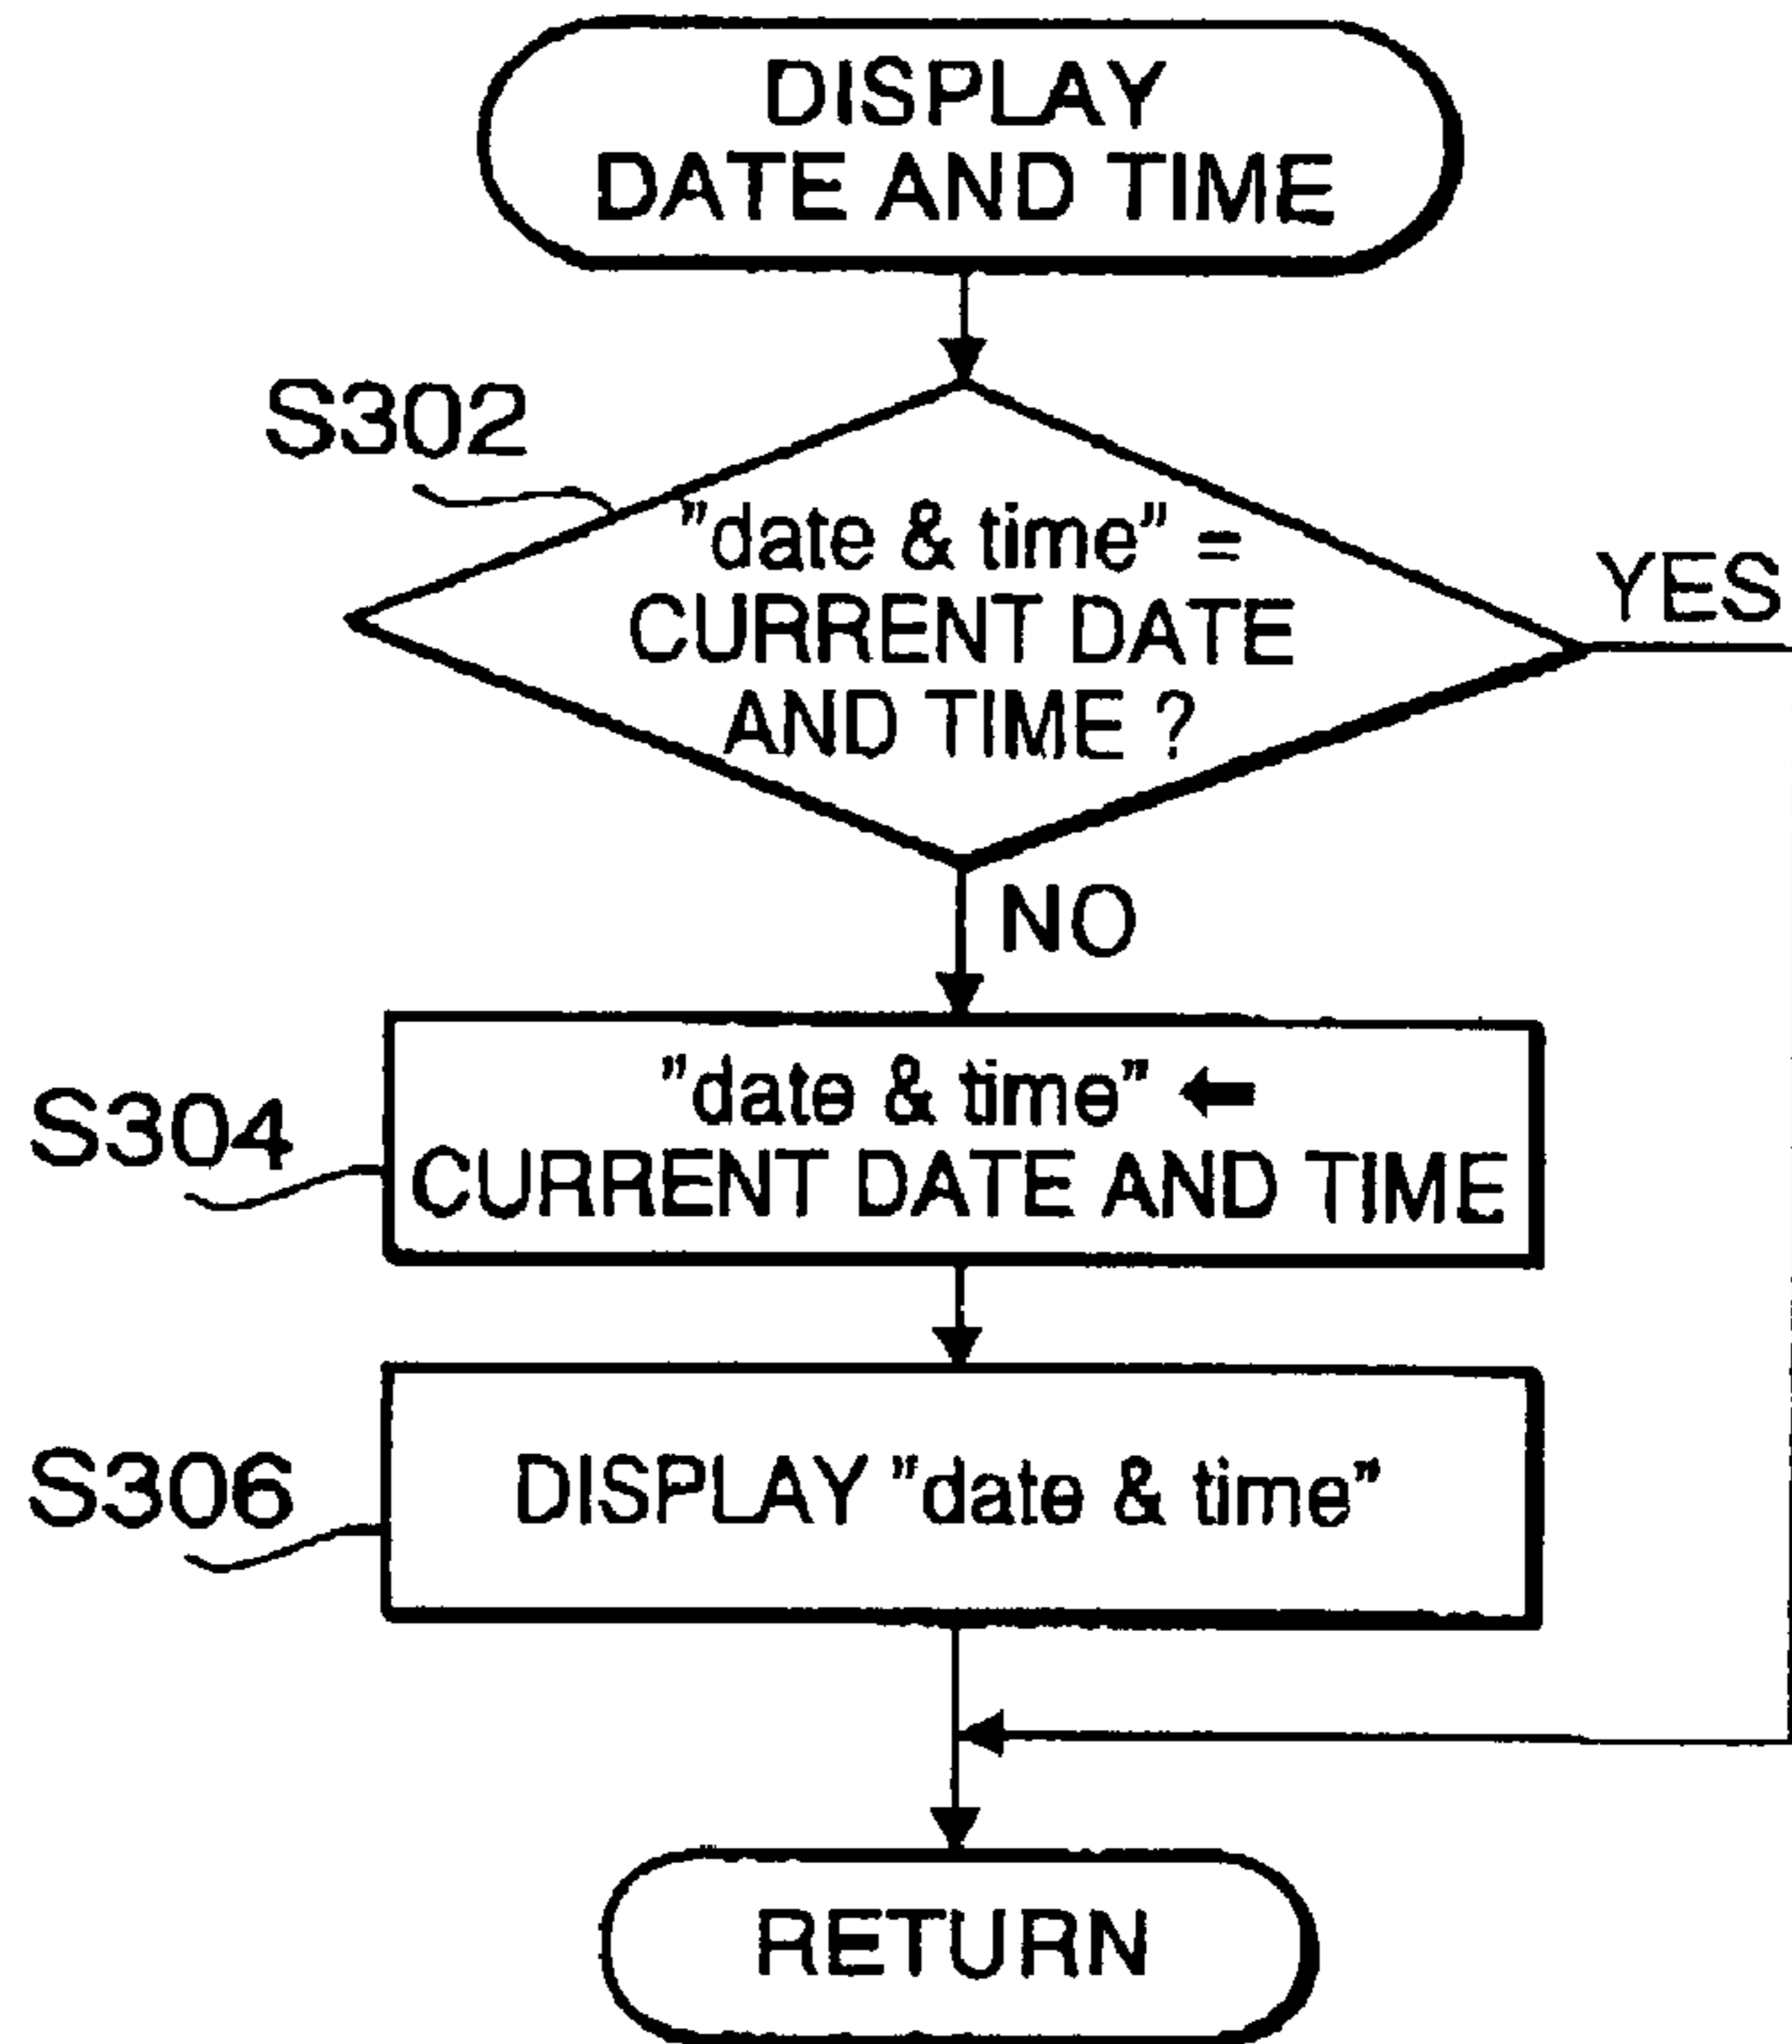 DISPLAY
DATE AND TIME
S302
"date & time" =
CURRENT DATE
AND TIME ?
YES
NO
S304
"date & time" ←
CURRENT DATE AND TIME
S306
DISPLAY "date & time"
RETURN